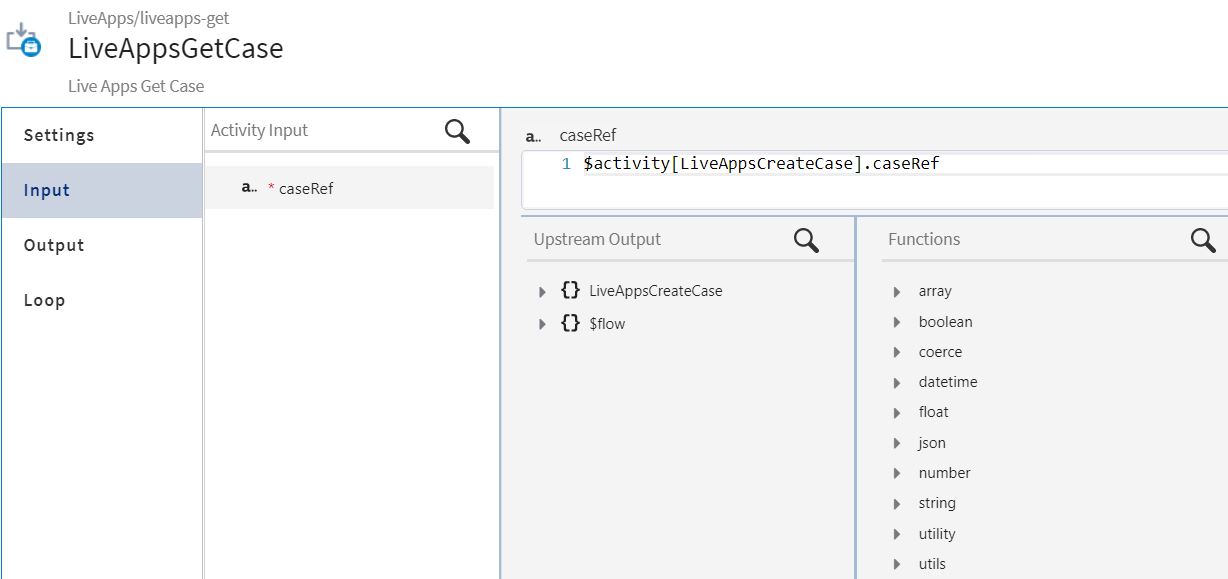 LiveApps/liveapps-get
LiveAppsGetCase
Live Apps Get Case
Settings
Input
Output
Loop
Activity Input
a.. * caseRef
a.. caseRef
1 $activity[LiveAppsCreateCase].caseRef
Upstream Output
{} LiveAppsCreateCase
{} $flow
Functions
array
boolean
coerce
datetime
float
json
number
string
utility
utils